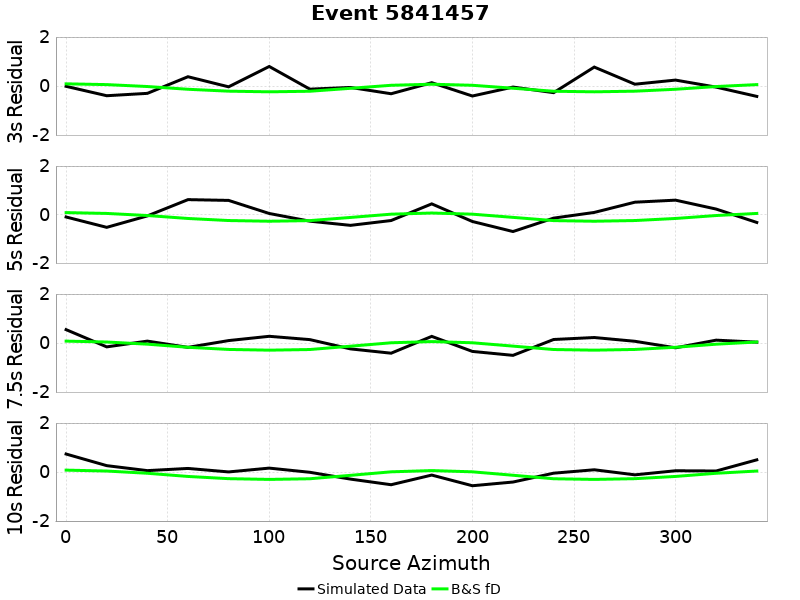 Event 5841457
3s Residual
2
0
-2
5s Residual
2
0
-2
7.5s Residual
2
0
-2
10s Residual
2
0
-2
0 50 100 150 200 250 300
Source Azimuth
Simulated Data B&S fD